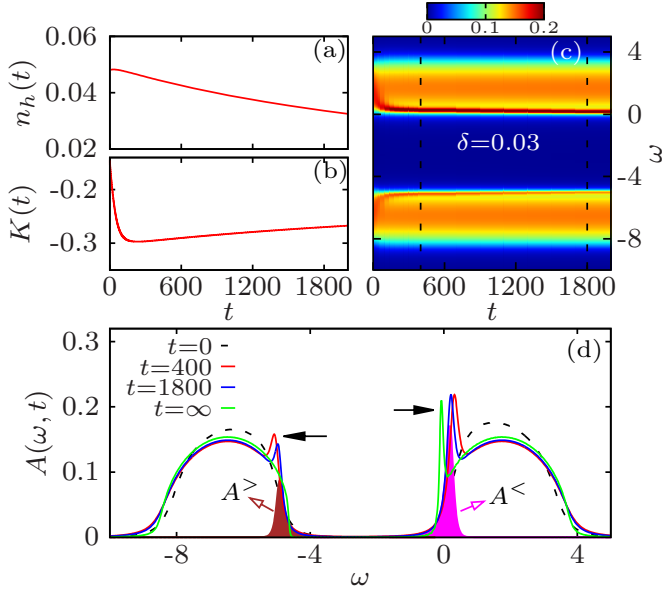 0 0.1 0.2
0.06
0.04
0.02
n_h(t)
(a)
-0.2
-0.3
K(t)
(b)
0 600 1200 1800
t
(c)
δ=0.03
4
0
-4
-8
ω
0 600 1200 1800
t
(d)
0.3
0.2
0.1
0
A(ω, t)
t=0
t=400
t=1800
t=∞
A^>
A^<
-8 -4 0 4
ω